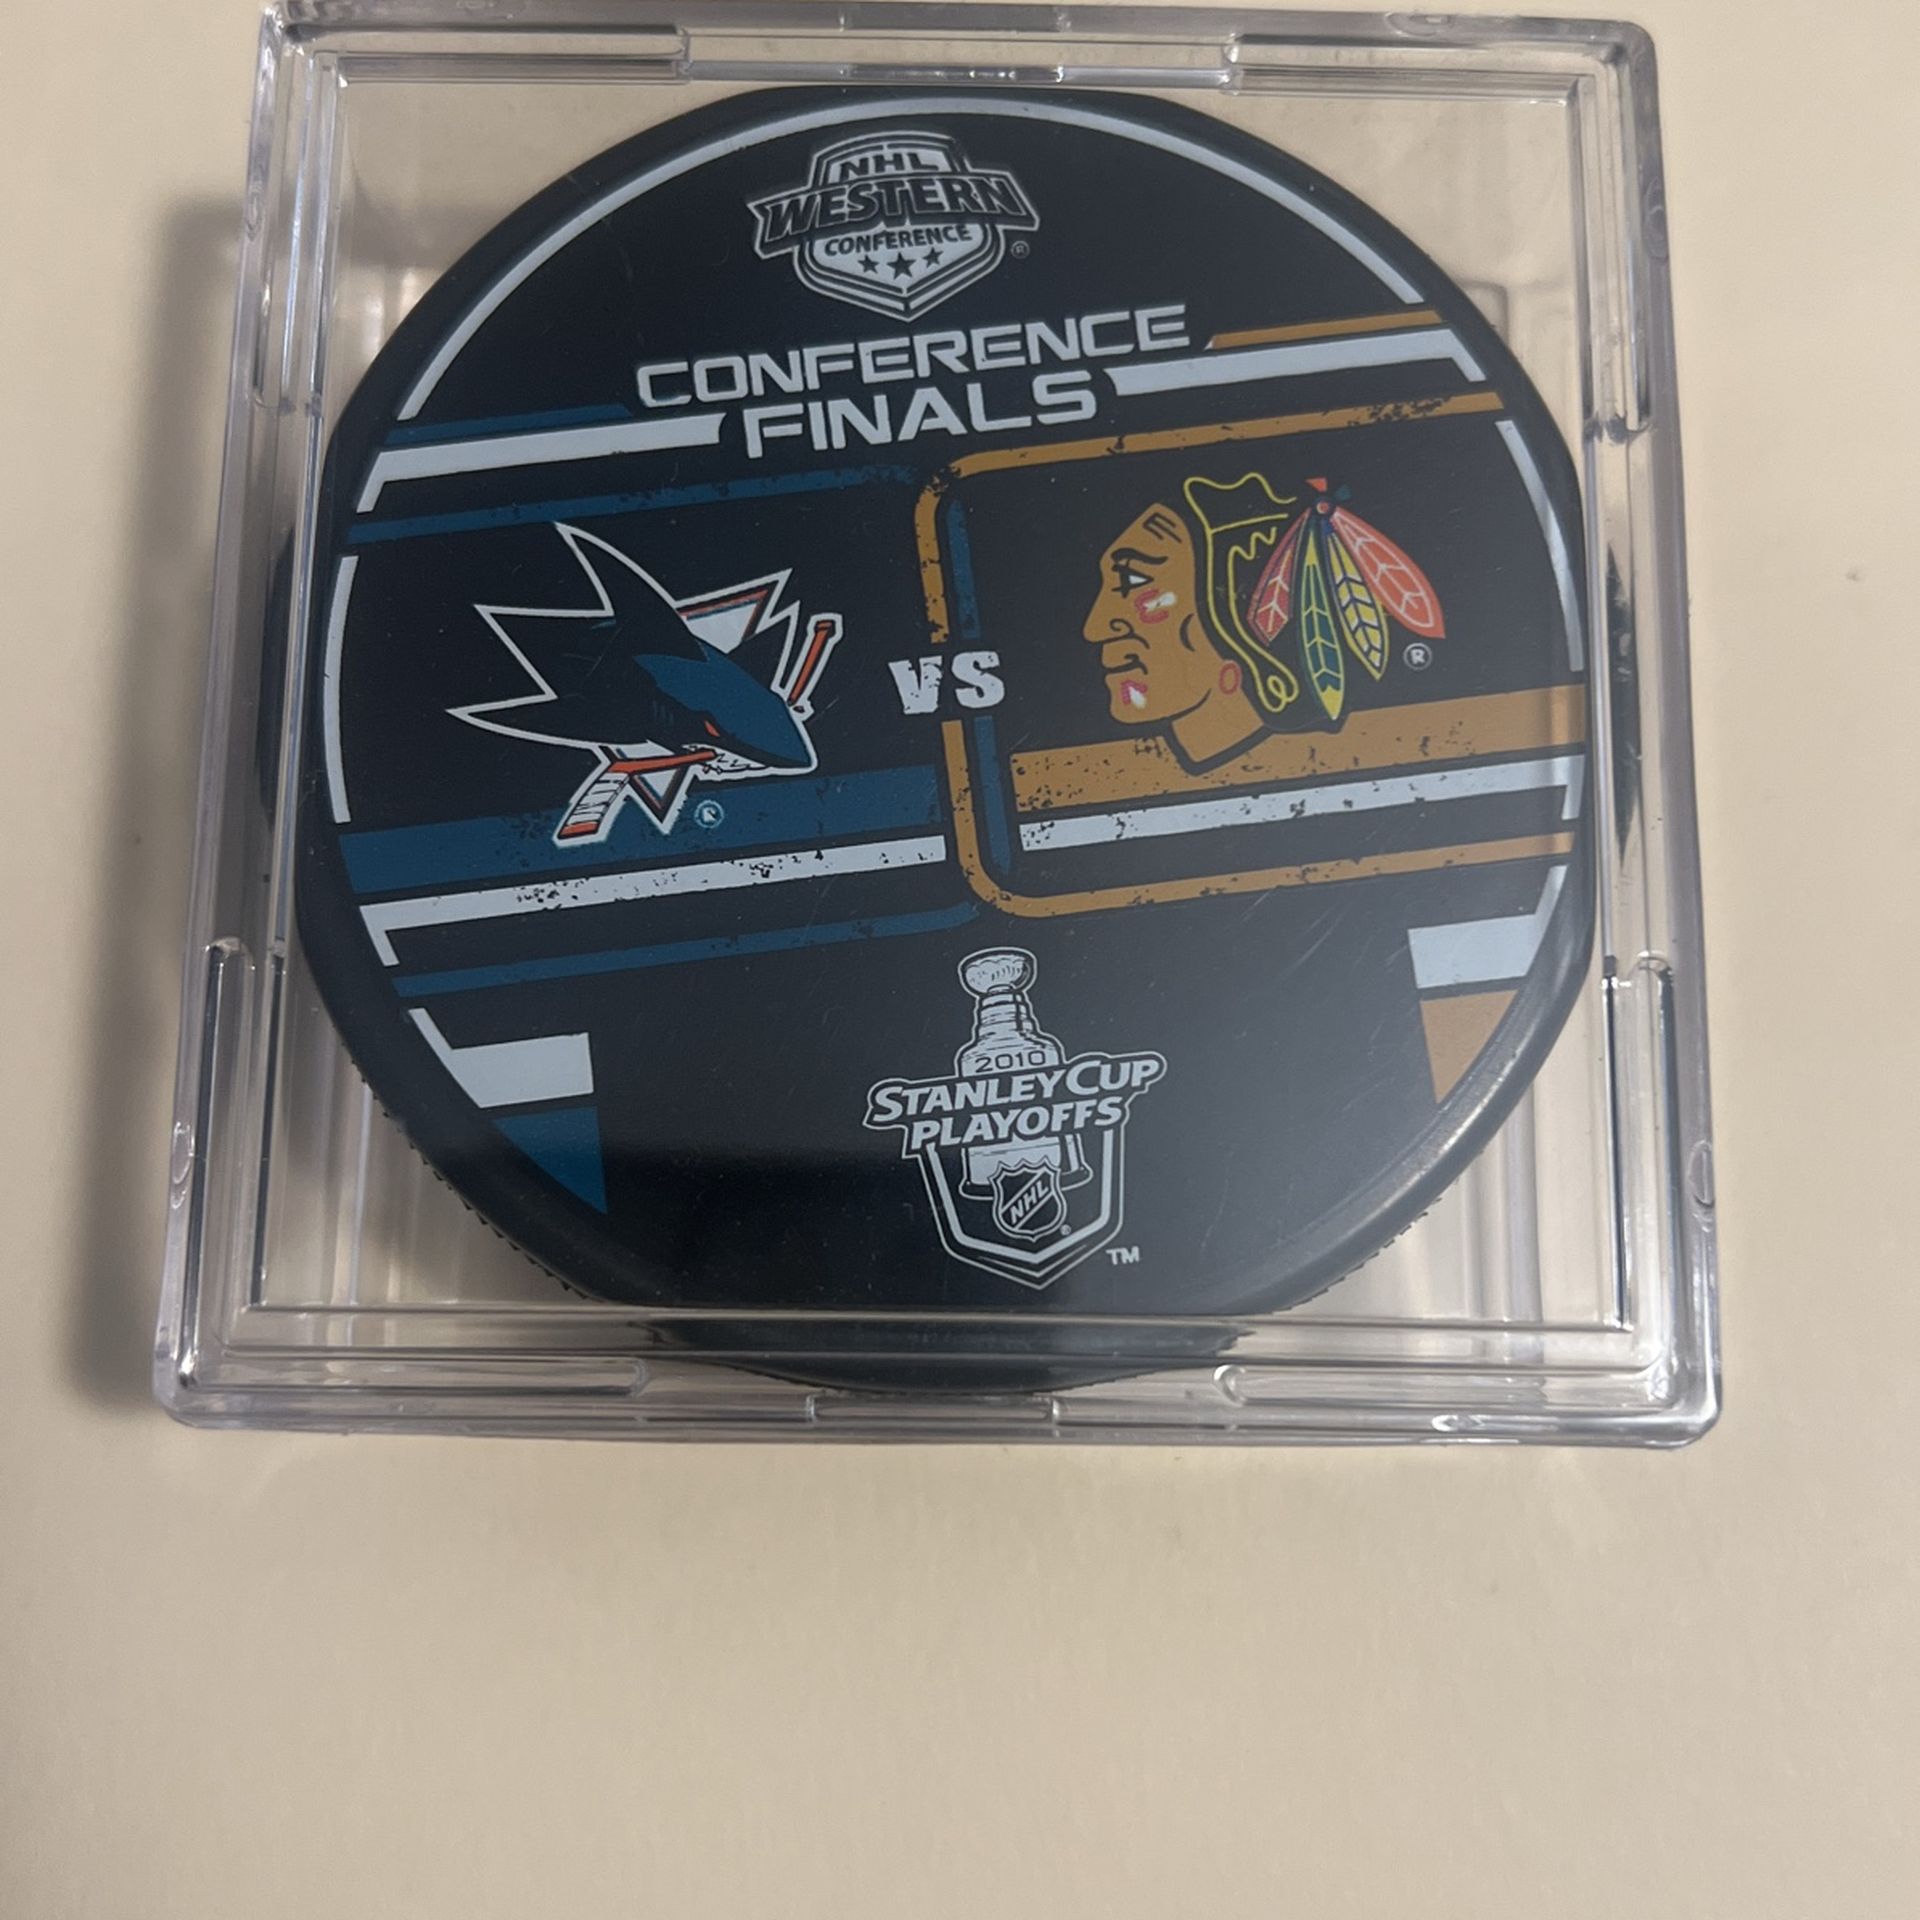 NHL
WESTERN
CONFERENCE
®
CONFERENCE
FINALS
VS
®
®
2010
STANLEY CUP
PLAYOFFS
NHL
®
TM